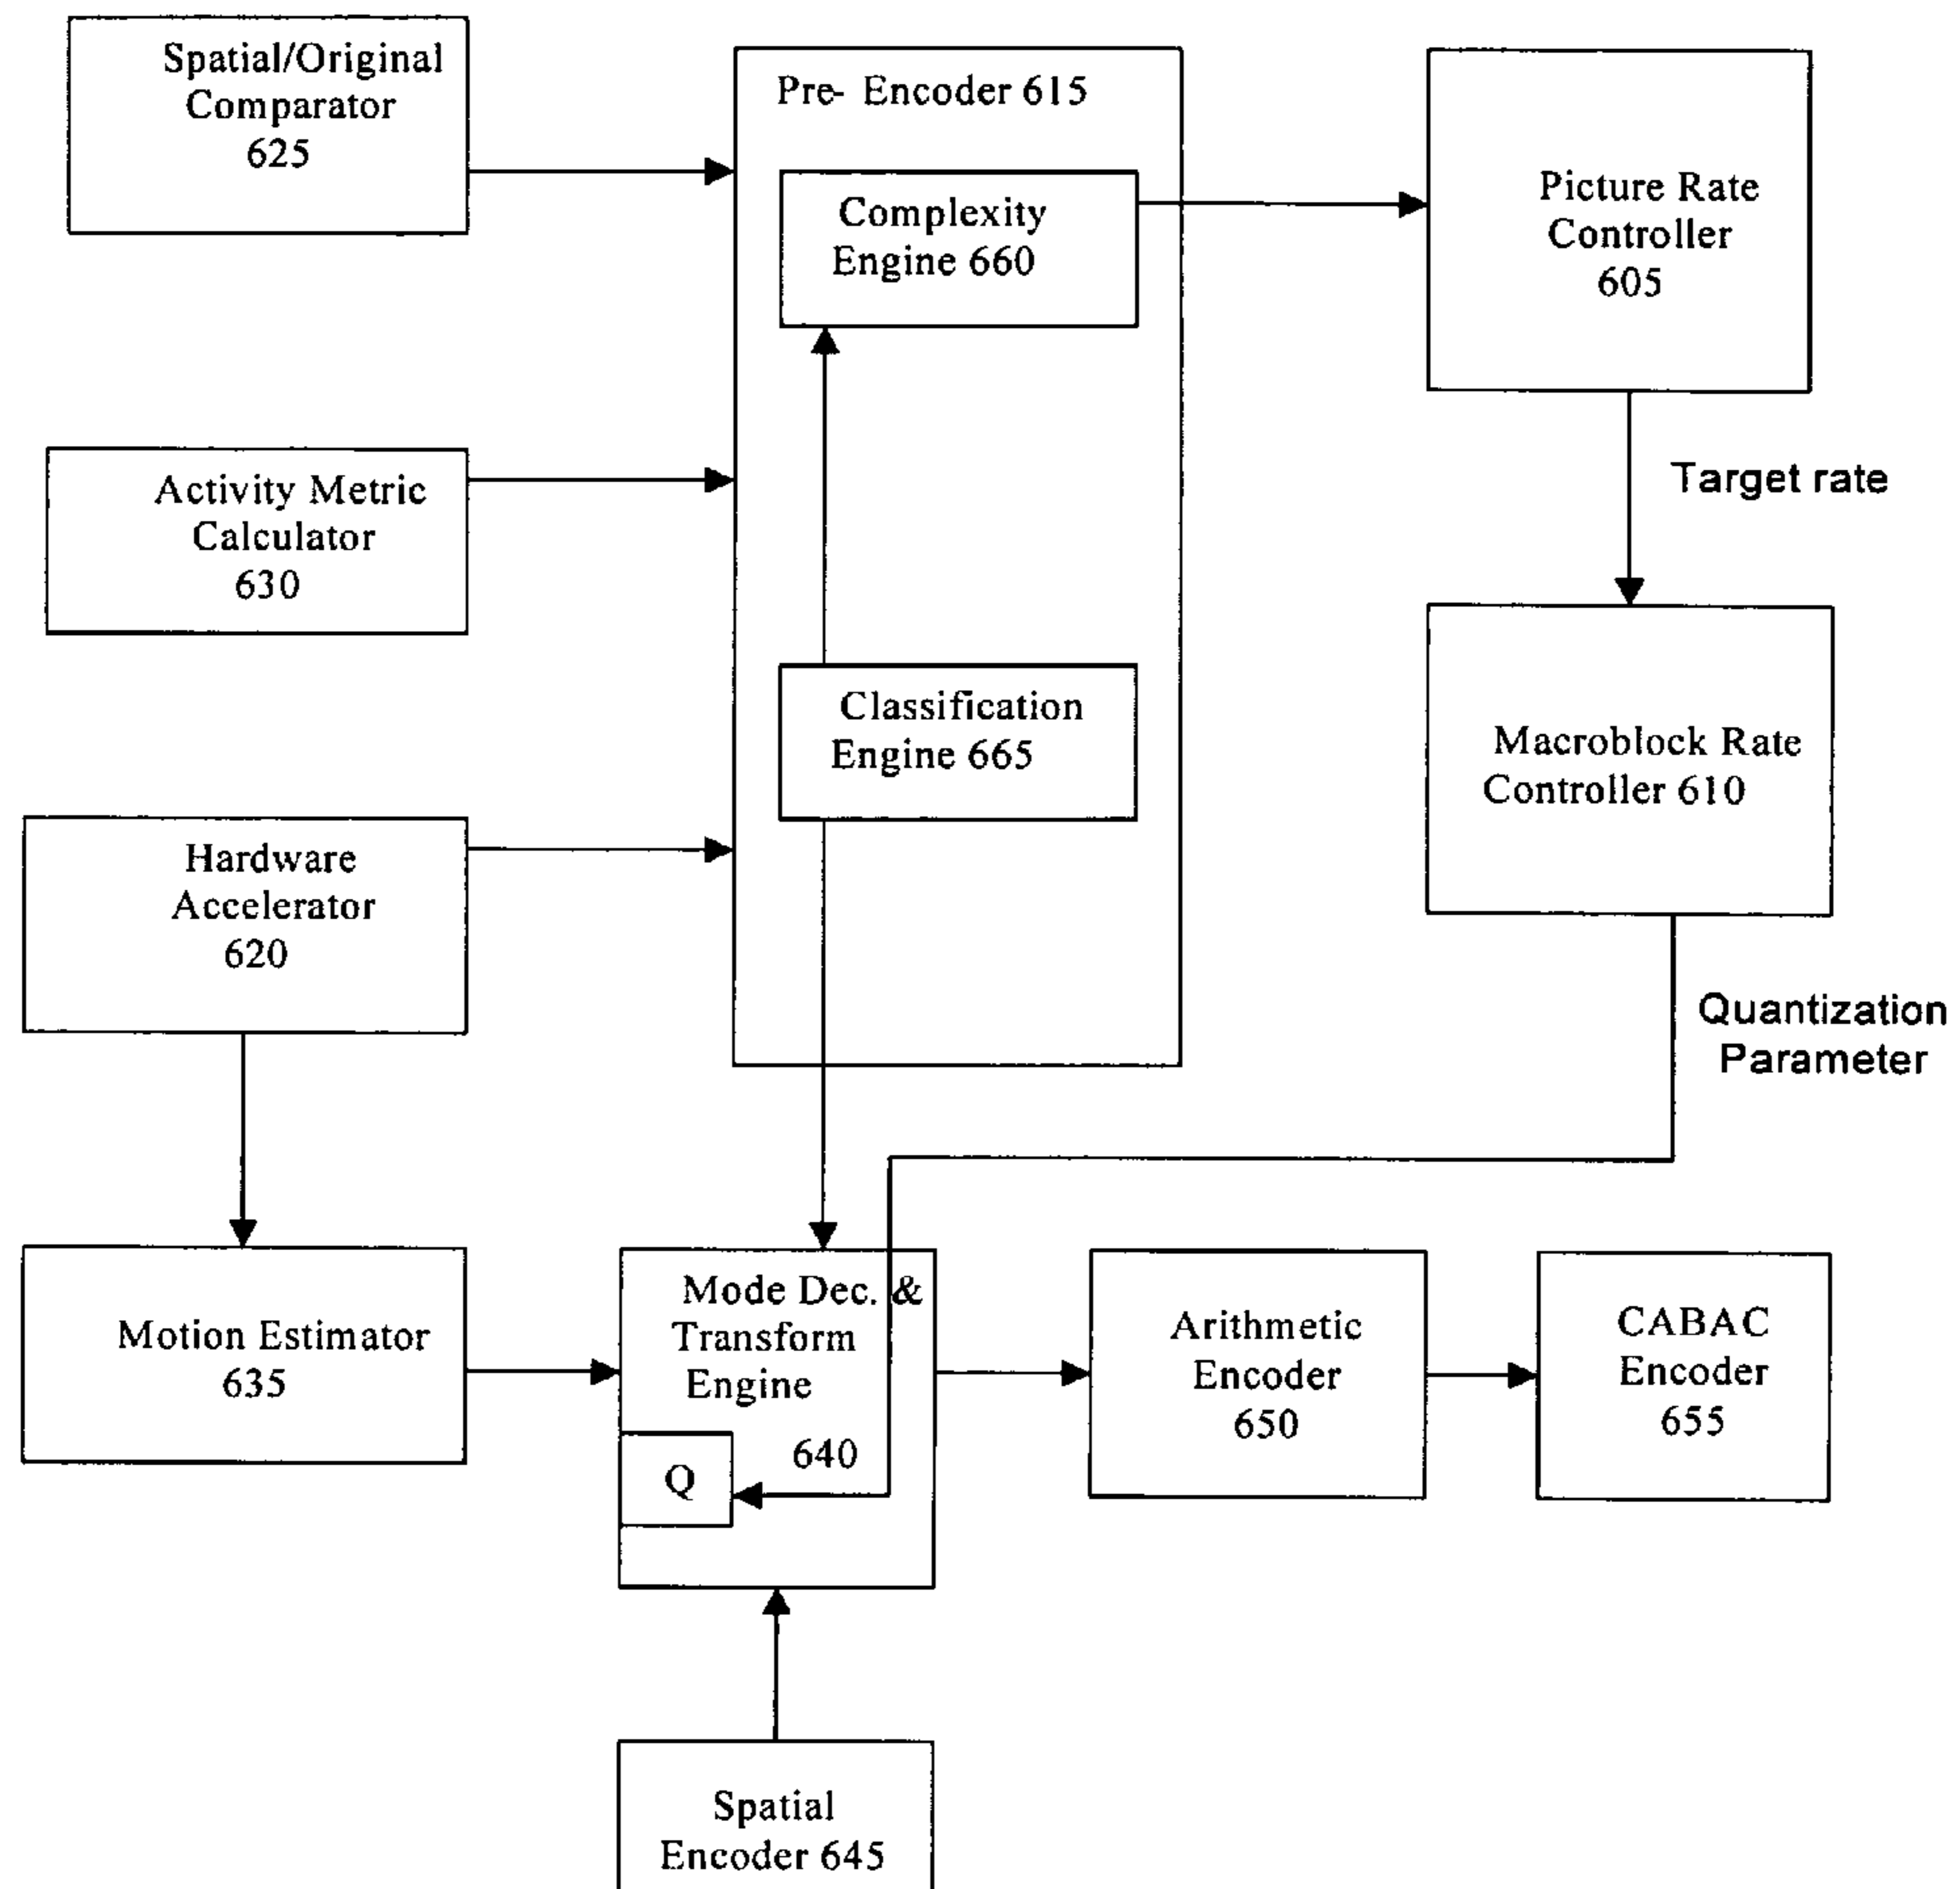 Spatial/Original
Comparator
625
Pre- Encoder 615
Complexity
Engine 660
Picture Rate
Controller
605
Target rate
Activity Metric
Calculator
630
Classification
Engine 665
Macroblock Rate
Controller 610
Hardware
Accelerator
620
Quantization
Parameter
Motion Estimator
635
Mode Dec. &
Transform
Engine
640
Q
Arithmetic
Encoder
650
CABAC
Encoder
655
Spatial
Encoder 645